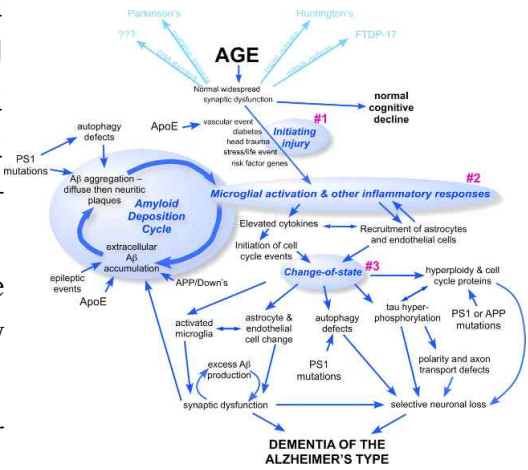 Parkinson's
Huntington's
???
FTDP-17
AGE
Normal widespread
synaptic dysfunction
normal
cognitive
decline
#1
ApoE
vascular event
diabetes
head trauma
stress/life event
risk factor genes
Initiating
injury
autophagy
defects
PS1
mutations
Aβ aggregation –
diffuse then neuritic
plaques
Amyloid
Deposition
Cycle
#2
Microglial activation & other inflammatory responses
Elevated cytokines
Recruitment of astrocytes
and endothelial cells
Initiation of cell
cycle events
extracellular
Aβ
accumulation
epileptic
events
ApoE
APP/Down's
Change-of-state
#3
hyperploidy & cell
cycle proteins
activated
microglia
astrocyte &
endothelial
cell change
autophagy
defects
tau hyper-
phosphorylation
PS1 or APP
mutations
PS1
mutations
polarity and axon
transport defects
excess Aβ
production
synaptic dysfunction
selective neuronal loss
DEMENTIA OF THE
ALZHEIMER'S TYPE